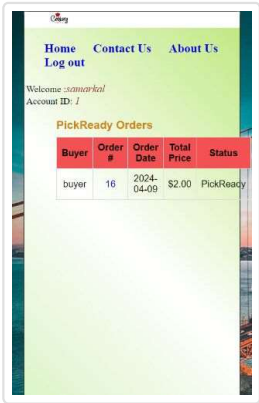 Home Contact Us About Us
Log out
Welcome :samarkal
Account ID: 1
PickReady Orders
Buyer Order # Order Date Total Price Status
buyer 16 2024-04-09 $2.00 PickReady